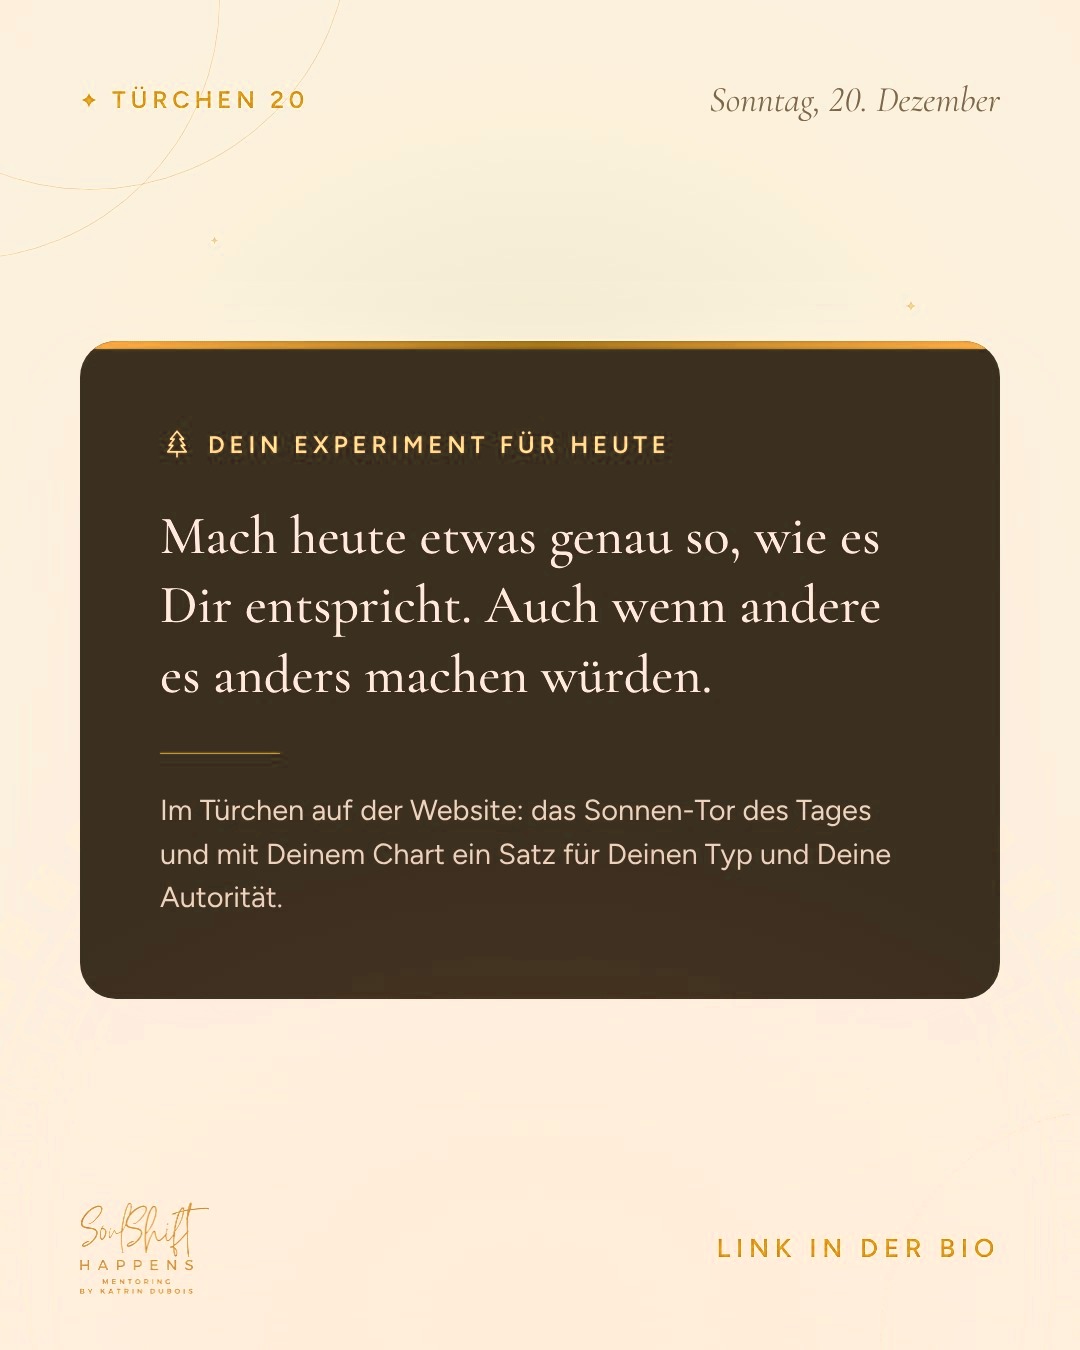 TÜRCHEN 20
Sonntag, 20. Dezember
DEIN EXPERIMENT FÜR HEUTE
Mach heute etwas genau so, wie es
Dir entspricht. Auch wenn andere
es anders machen würden.
Im Türchen auf der Website: das Sonnen-Tor des Tages
und mit Deinem Chart ein Satz für Deinen Typ und Deine
Autorität.
SoulShift
HAPPENS
MENTORING
BY KATRIN DUBOIS
LINK IN DER BIO